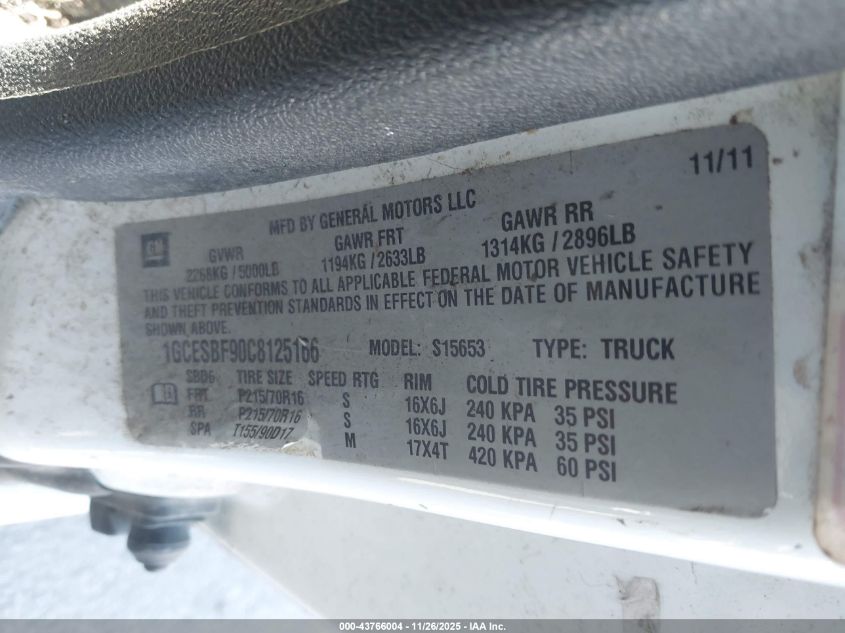 11/11
GM
MFD BY GENERAL MOTORS LLC
GVWR GAWR FRT GAWR RR
2268KG / 5000LB 1194KG / 2633LB 1314KG / 2896LB
THIS VEHICLE CONFORMS TO ALL APPLICABLE FEDERAL MOTOR VEHICLE SAFETY
AND THEFT PREVENTION STANDARDS IN EFFECT ON THE DATE OF MANUFACTURE
SHOWN ABOVE.
1GCESBF90C8125166 MODEL: S15653 TYPE: TRUCK
SBD6 TIRE SIZE SPEED RTG RIM COLD TIRE PRESSURE
FRT P215/70R16 S 16X6J 240 KPA 35 PSI
RR P215/70R16 S 16X6J 240 KPA 35 PSI
SPA T155/90D17 M 17X4T 420 KPA 60 PSI
000-43766004 | 11/26/2025 | IAA Inc.